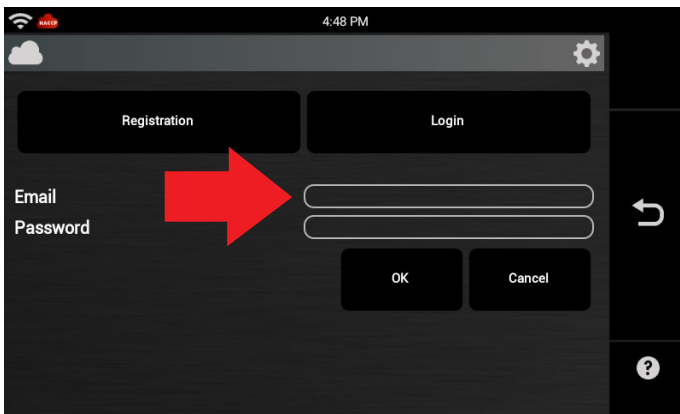 HACCP 4:48 PM
Registration Login
Email
Password
OK Cancel
?